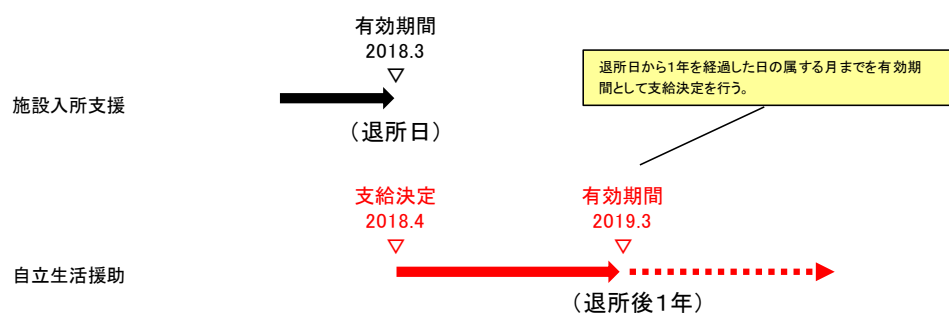 有効期間
2018.3
▽
退所日から1年を経過した日の属する月までを有効期
間として支給決定を行う。
施設入所支援
（退所日）
支給決定
2018.4
▽
有効期間
2019.3
▽
自立生活援助
（退所後１年）